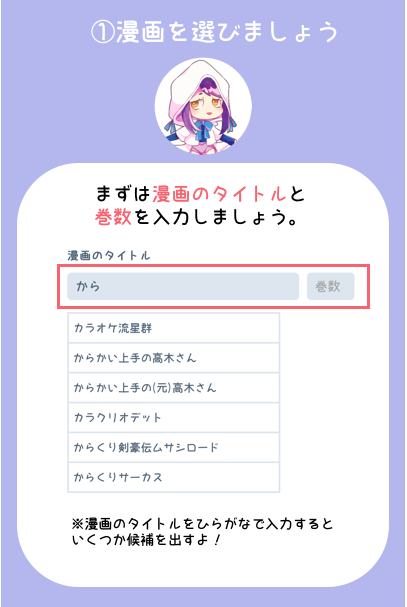 ①漫画を選びましょう
まずは漫画のタイトルと
巻数を入力しましょう。
漫画のタイトル
から 巻数
カラオケ流星群
からかい上手の高木さん
からかい上手の(元)高木さん
カラクリオデット
からくり剣豪伝ムサシロード
からくりサーカス
※漫画のタイトルをひらがなで入力すると
いくつか候補を出すよ！